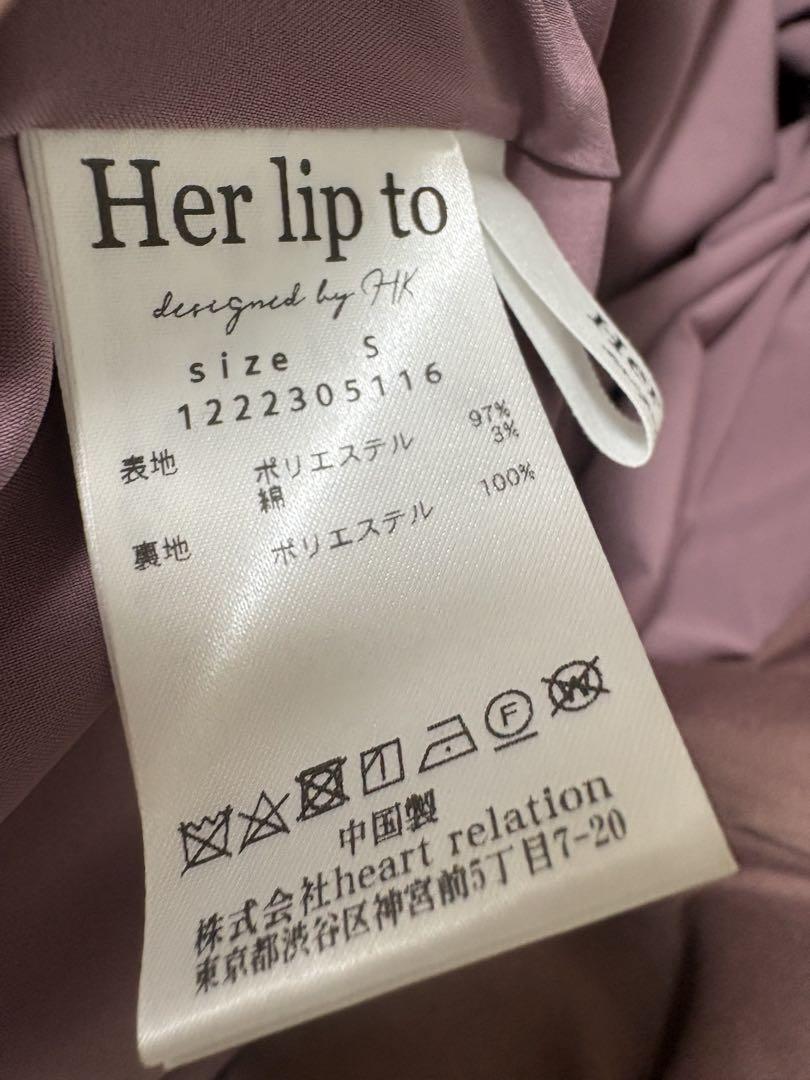 Her lip to
designed by HK
size S
1222305116
表地 ポリエステル 97%
綿 3%
裏地 ポリエステル 100%
F
W
中国製
株式会社heart relation
東京都渋谷区神宮前5丁目7-20
Her